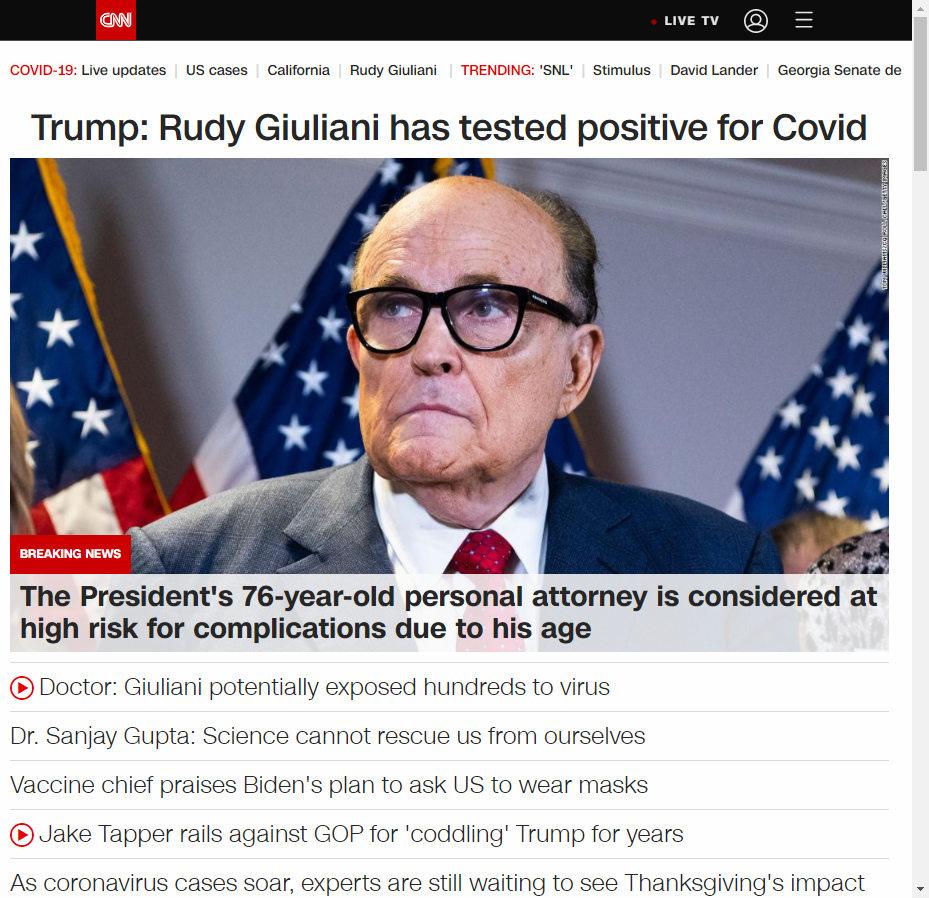 CNN
LIVE TV
COVID-19: Live updates | US cases | California | Rudy Giuliani | TRENDING: 'SNL' | Stimulus | David Lander | Georgia Senate de
Trump: Rudy Giuliani has tested positive for Covid
BREAKING NEWS
The President's 76-year-old personal attorney is considered at
high risk for complications due to his age
Doctor: Giuliani potentially exposed hundreds to virus
Dr. Sanjay Gupta: Science cannot rescue us from ourselves
Vaccine chief praises Biden's plan to ask US to wear masks
Jake Tapper rails against GOP for 'coddling' Trump for years
As coronavirus cases soar, experts are still waiting to see Thanksgiving's impact